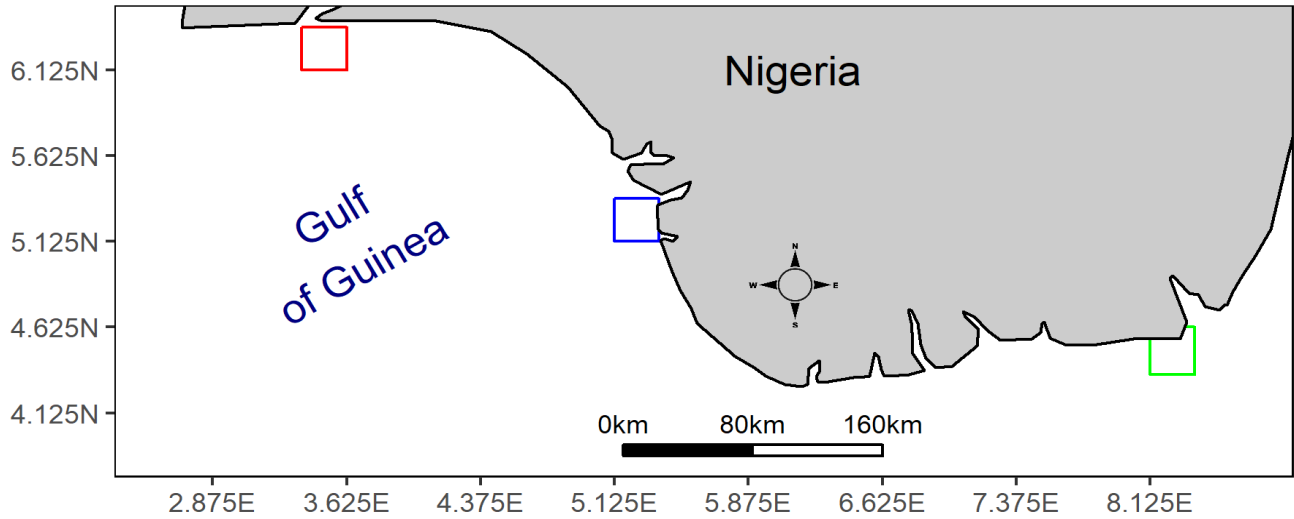 Nigeria
6.125N
5.625N
5.125N
4.625N
4.125N
Gulf
of Guinea
N
W E
S
0km 80km 160km
2.875E 3.625E 4.375E 5.125E 5.875E 6.625E 7.375E 8.125E